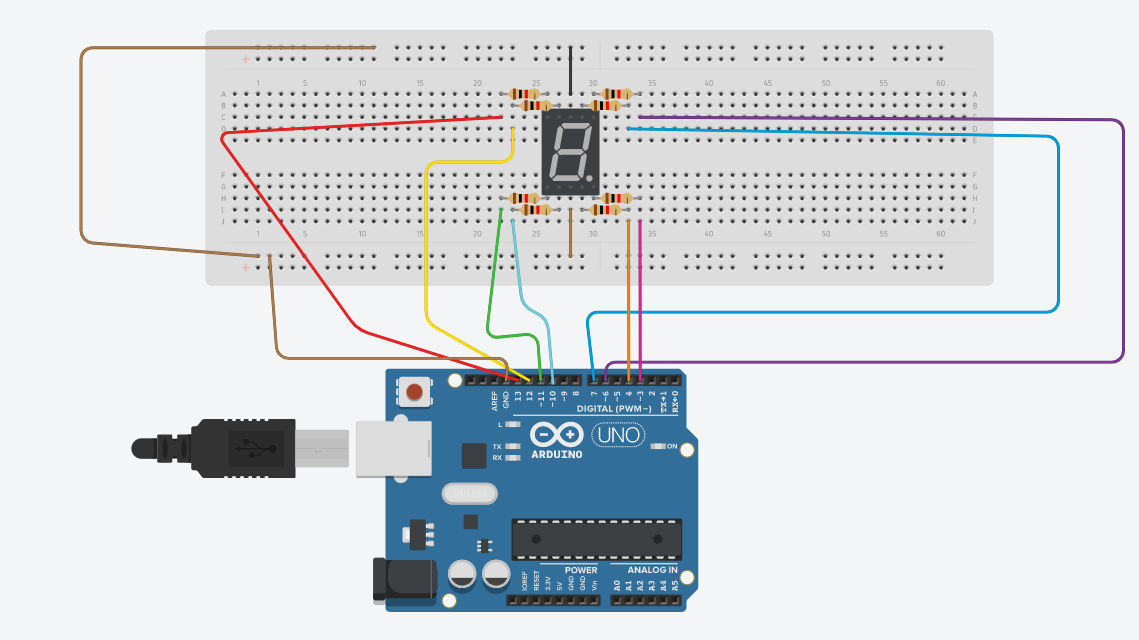 1 5 10 15 20 25 30 35 40 45 50 55 60
A A
B B
C C
D D
E
F F
G G
H H
I I
J J
1 5 10 15 20 25 30 35 40 45 50 55 60
+
+
AREF GND 13 12 ~11 ~10 ~9 8 7 ~6 ~5 4 ~3 2 TX→1 RX←0
DIGITAL (PWM~)
L
TX
RX
ON
UNO
ARDUINO
POWER
ANALOG IN
IOREF RESET 3.3V 5V GND GND Vin A0 A1 A2 A3 A4 A5